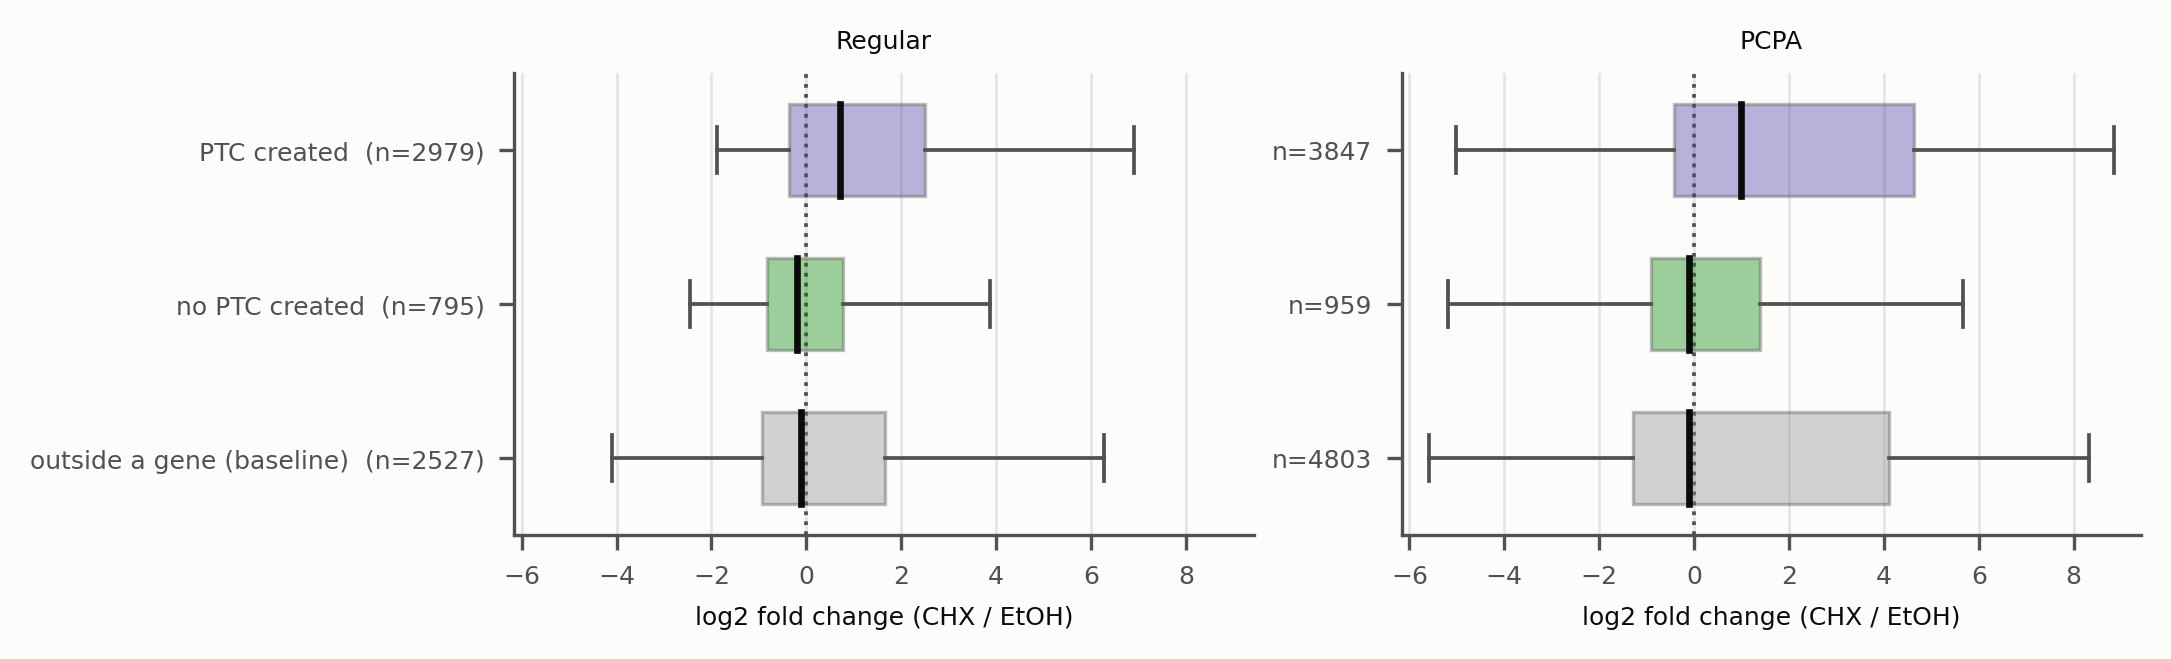 Regular
PTC created (n=2979)
no PTC created (n=795)
outside a gene (baseline) (n=2527)
−6 −4 −2 0 2 4 6 8
log2 fold change (CHX / EtOH)
PCPA
n=3847
n=959
n=4803
−6 −4 −2 0 2 4 6 8
log2 fold change (CHX / EtOH)